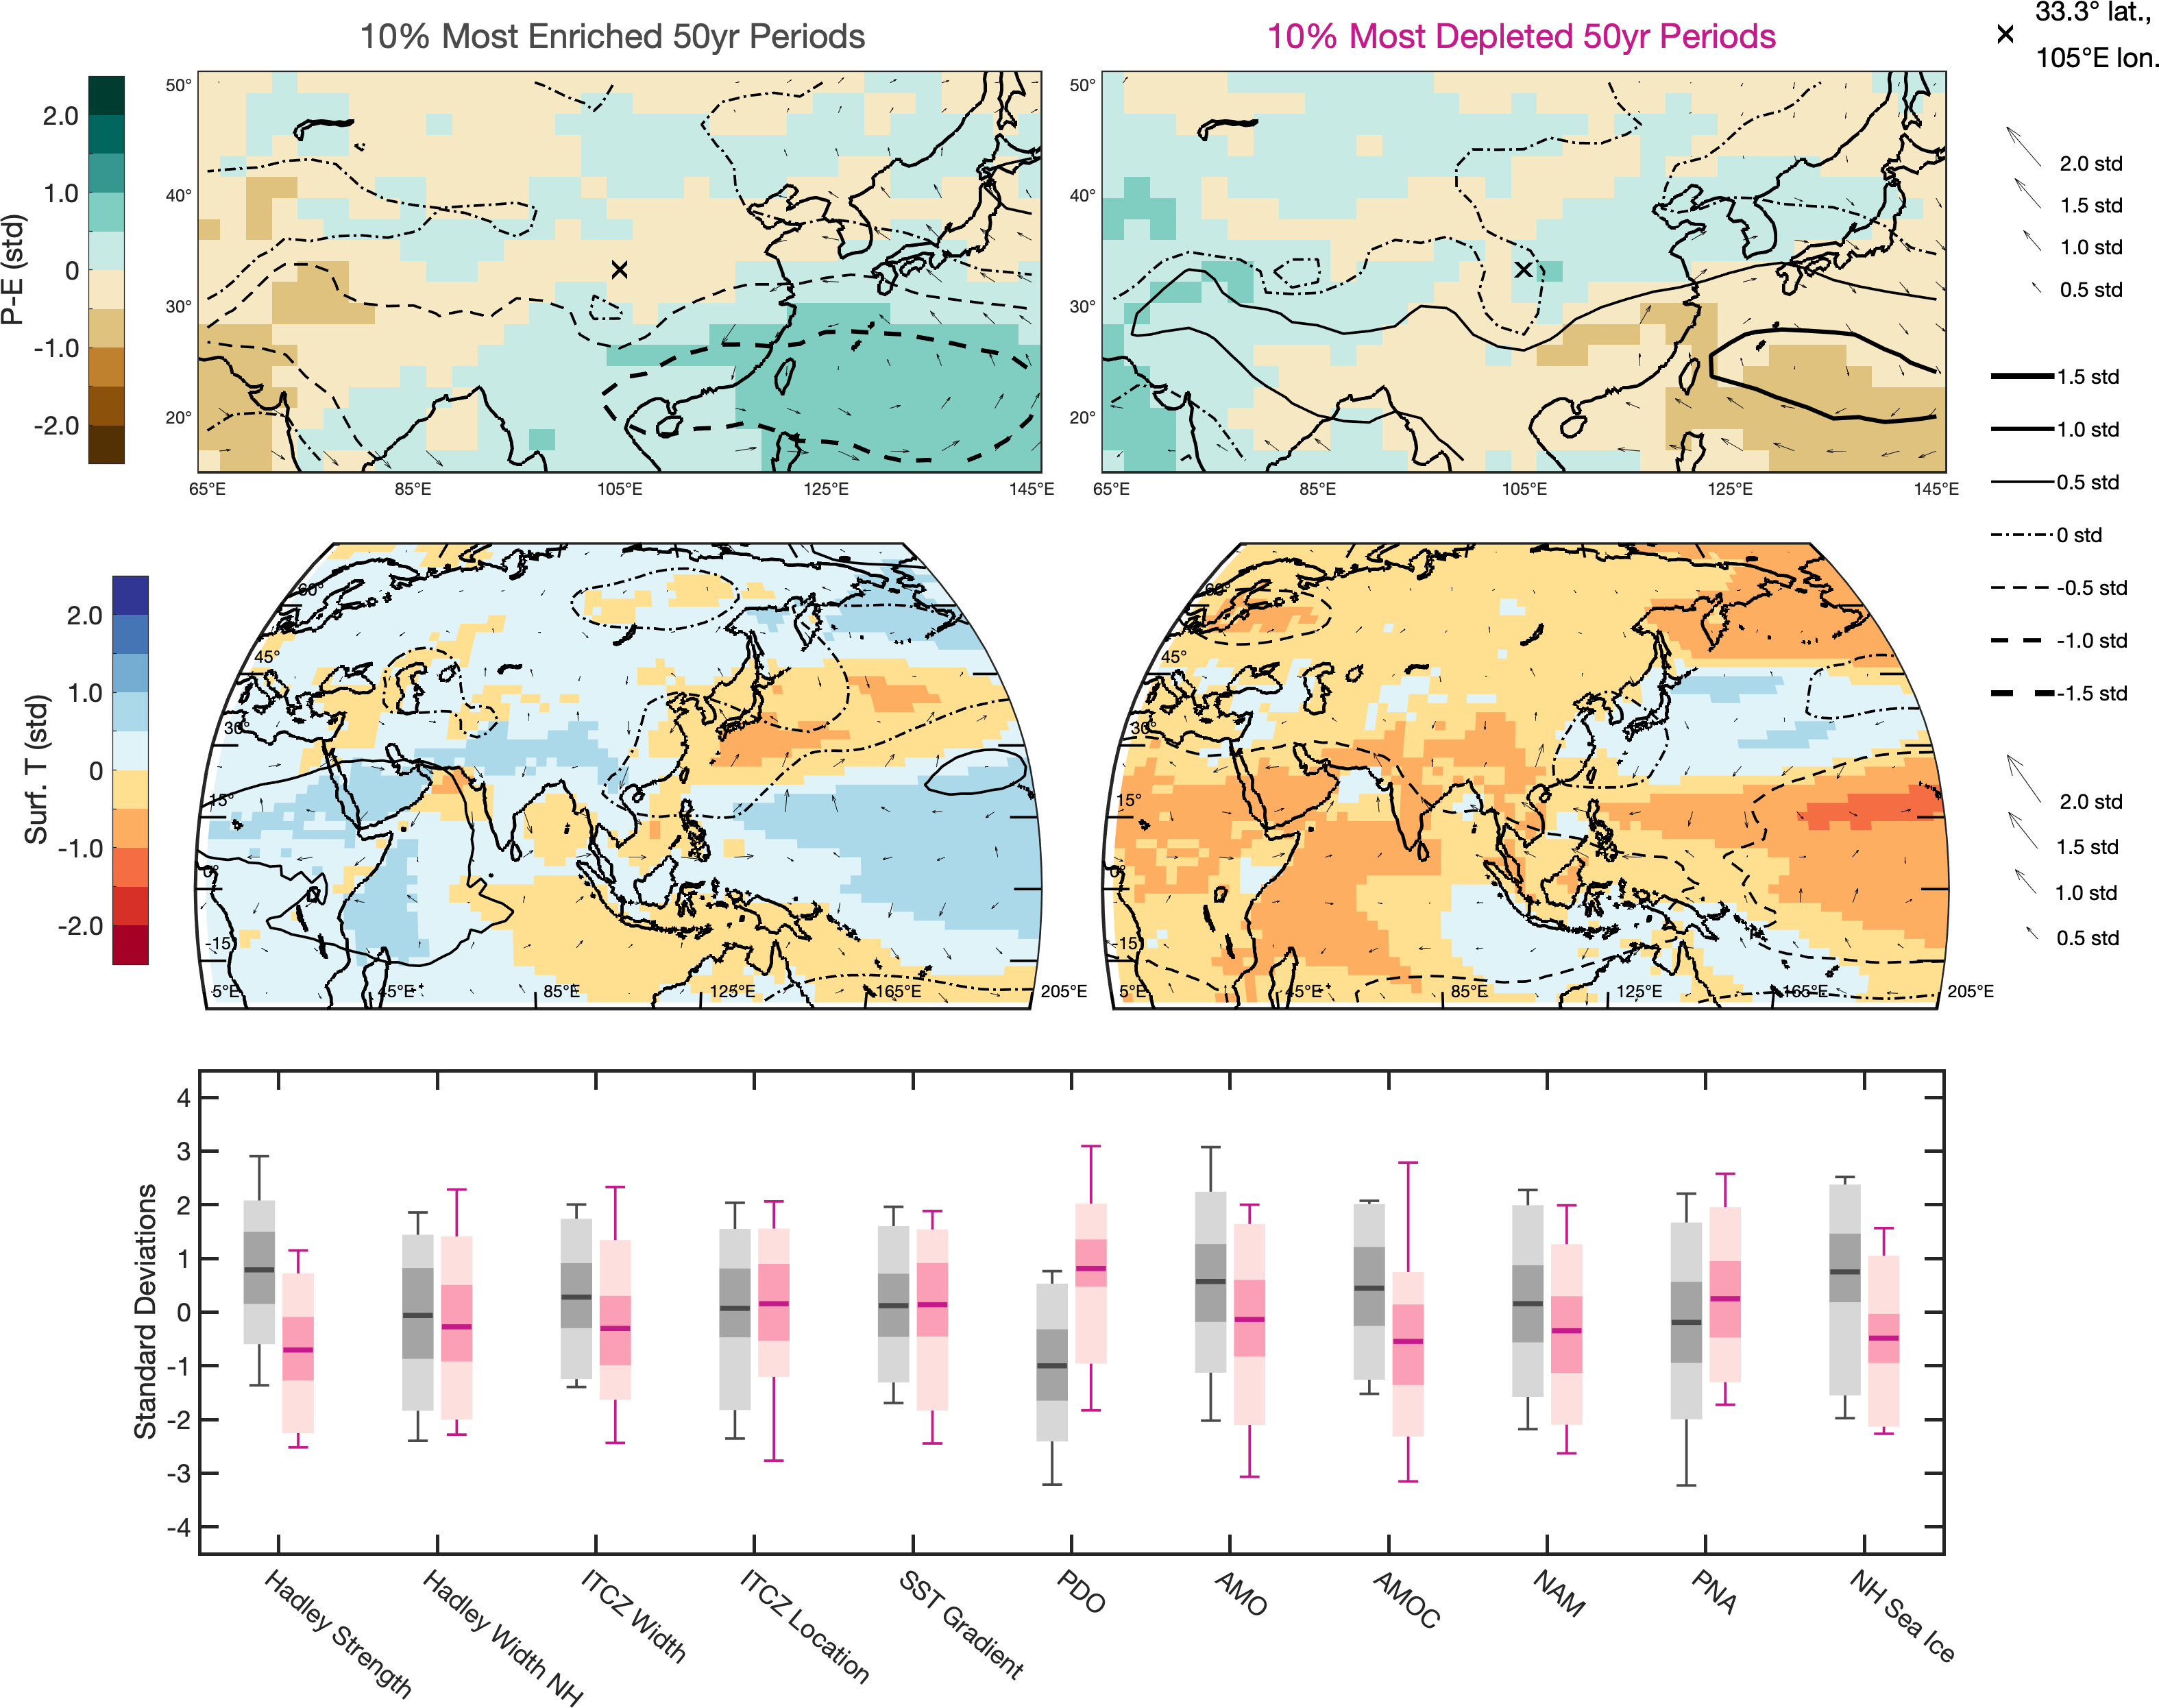 10% Most Enriched 50yr Periods
10% Most Depleted 50yr Periods
33.3° lat.,
105°E lon.
P-E (std)
2.0
1.0
0
-1.0
-2.0
50°
40°
30°
20°
65°E
85°E
105°E
125°E
145°E
50°
40°
30°
20°
65°E
85°E
105°E
125°E
145°E
2.0 std
1.5 std
1.0 std
0.5 std
1.5 std
1.0 std
0.5 std
0 std
-0.5 std
-1.0 std
-1.5 std
Surf. T (std)
2.0
1.0
0
-1.0
-2.0
60°
45°
30°
15°
0°
-15°
5°E
45°E
85°E
125°E
165°E
205°E
60°
45°
30°
15°
0°
-15°
5°E
45°E
85°E
125°E
165°E
205°E
2.0 std
1.5 std
1.0 std
0.5 std
Standard Deviations
4
3
2
1
0
-1
-2
-3
-4
Hadley Strength
Hadley Width NH
ITCZ Width
ITCZ Location
SST Gradient
PDO
AMO
AMOC
NAM
PNA
NH Sea Ice